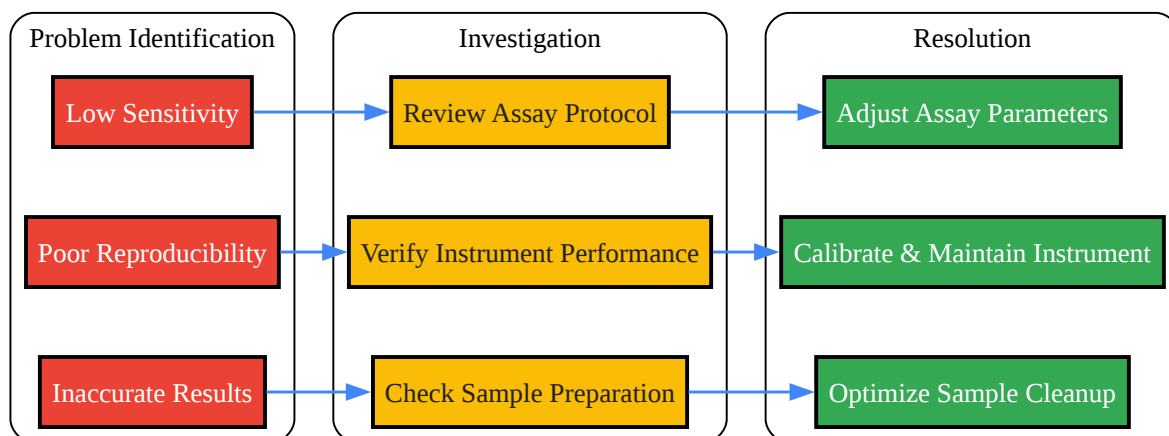 Problem Identification
Investigation
Resolution
Low Sensitivity
Review Assay Protocol
Adjust Assay Parameters
Poor Reproducibility
Verify Instrument Performance
Calibrate & Maintain Instrument
Inaccurate Results
Check Sample Preparation
Optimize Sample Cleanup